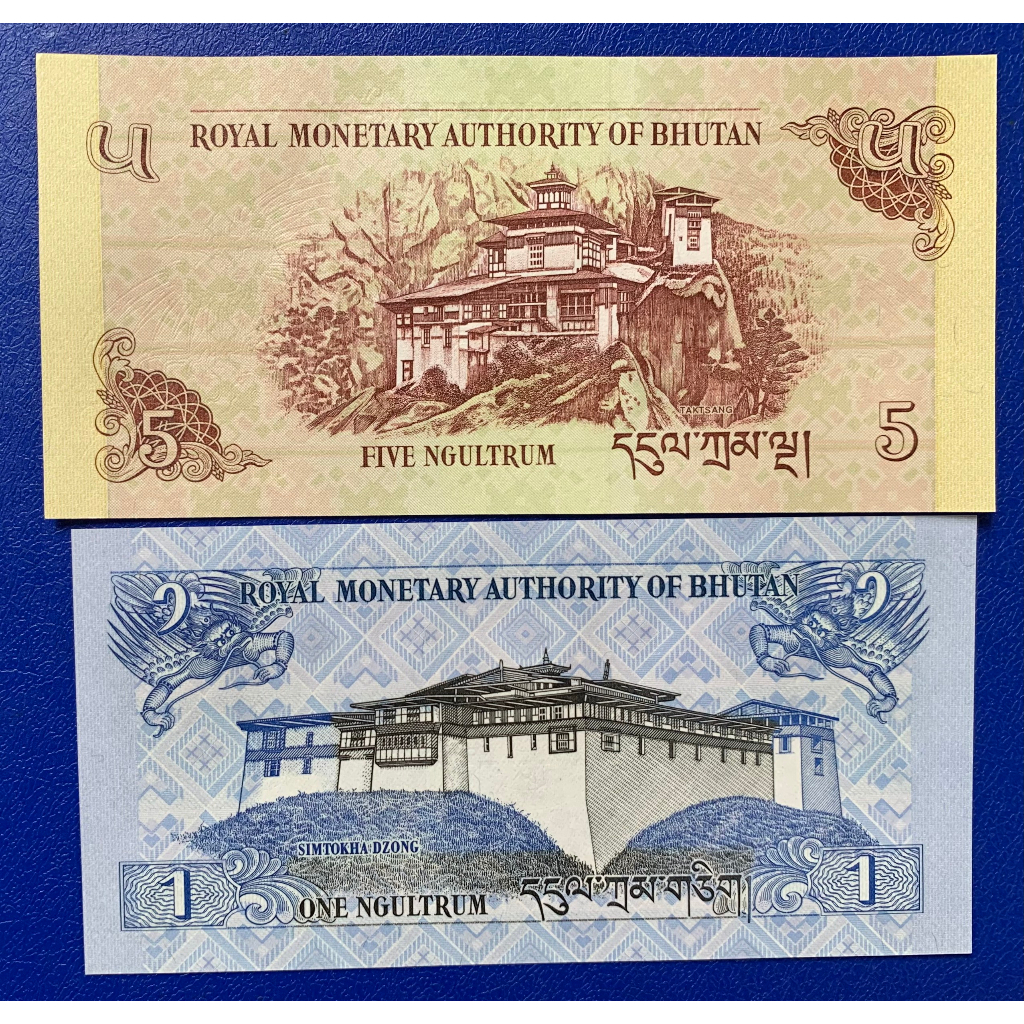 ༥ ROYAL MONETARY AUTHORITY OF BHUTAN ༥
TAKTSANG
5 FIVE NGULTRUM དངུལ་ཀྲམ་ལྔ། 5
༡ ROYAL MONETARY AUTHORITY OF BHUTAN ༡
SIMTOKHA DZONG
1 ONE NGULTRUM དངུལ་ཀྲམ་གཅིག། 1